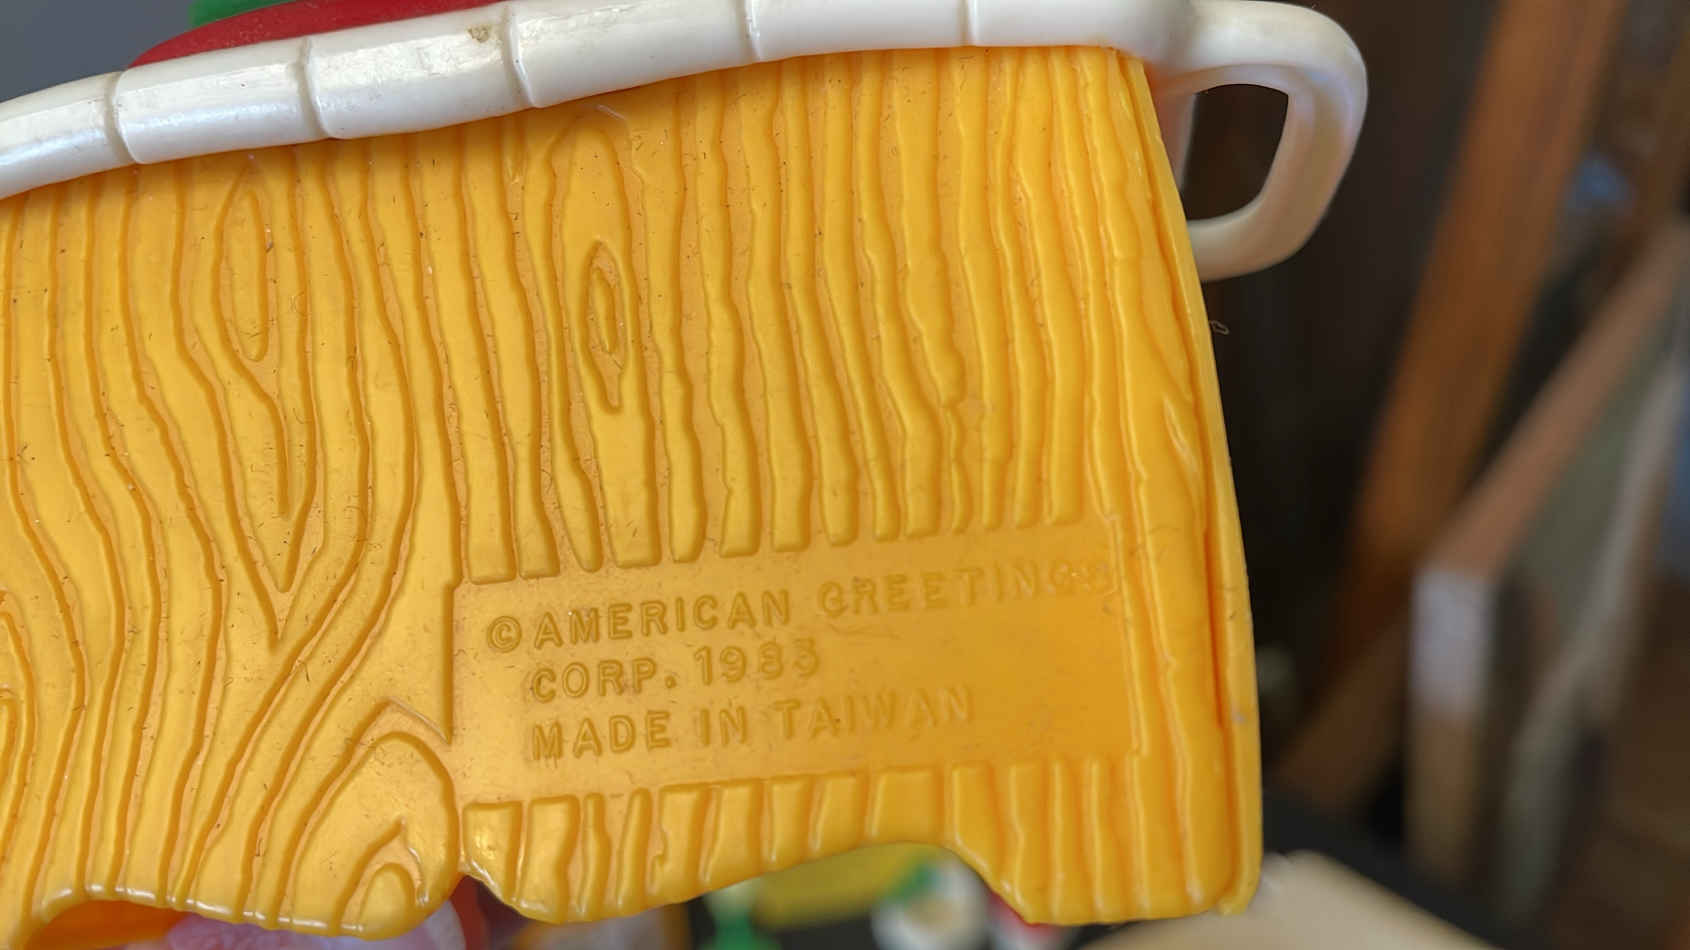 ©AMERICAN GREETINGS
CORP. 1983
MADE IN TAIWAN